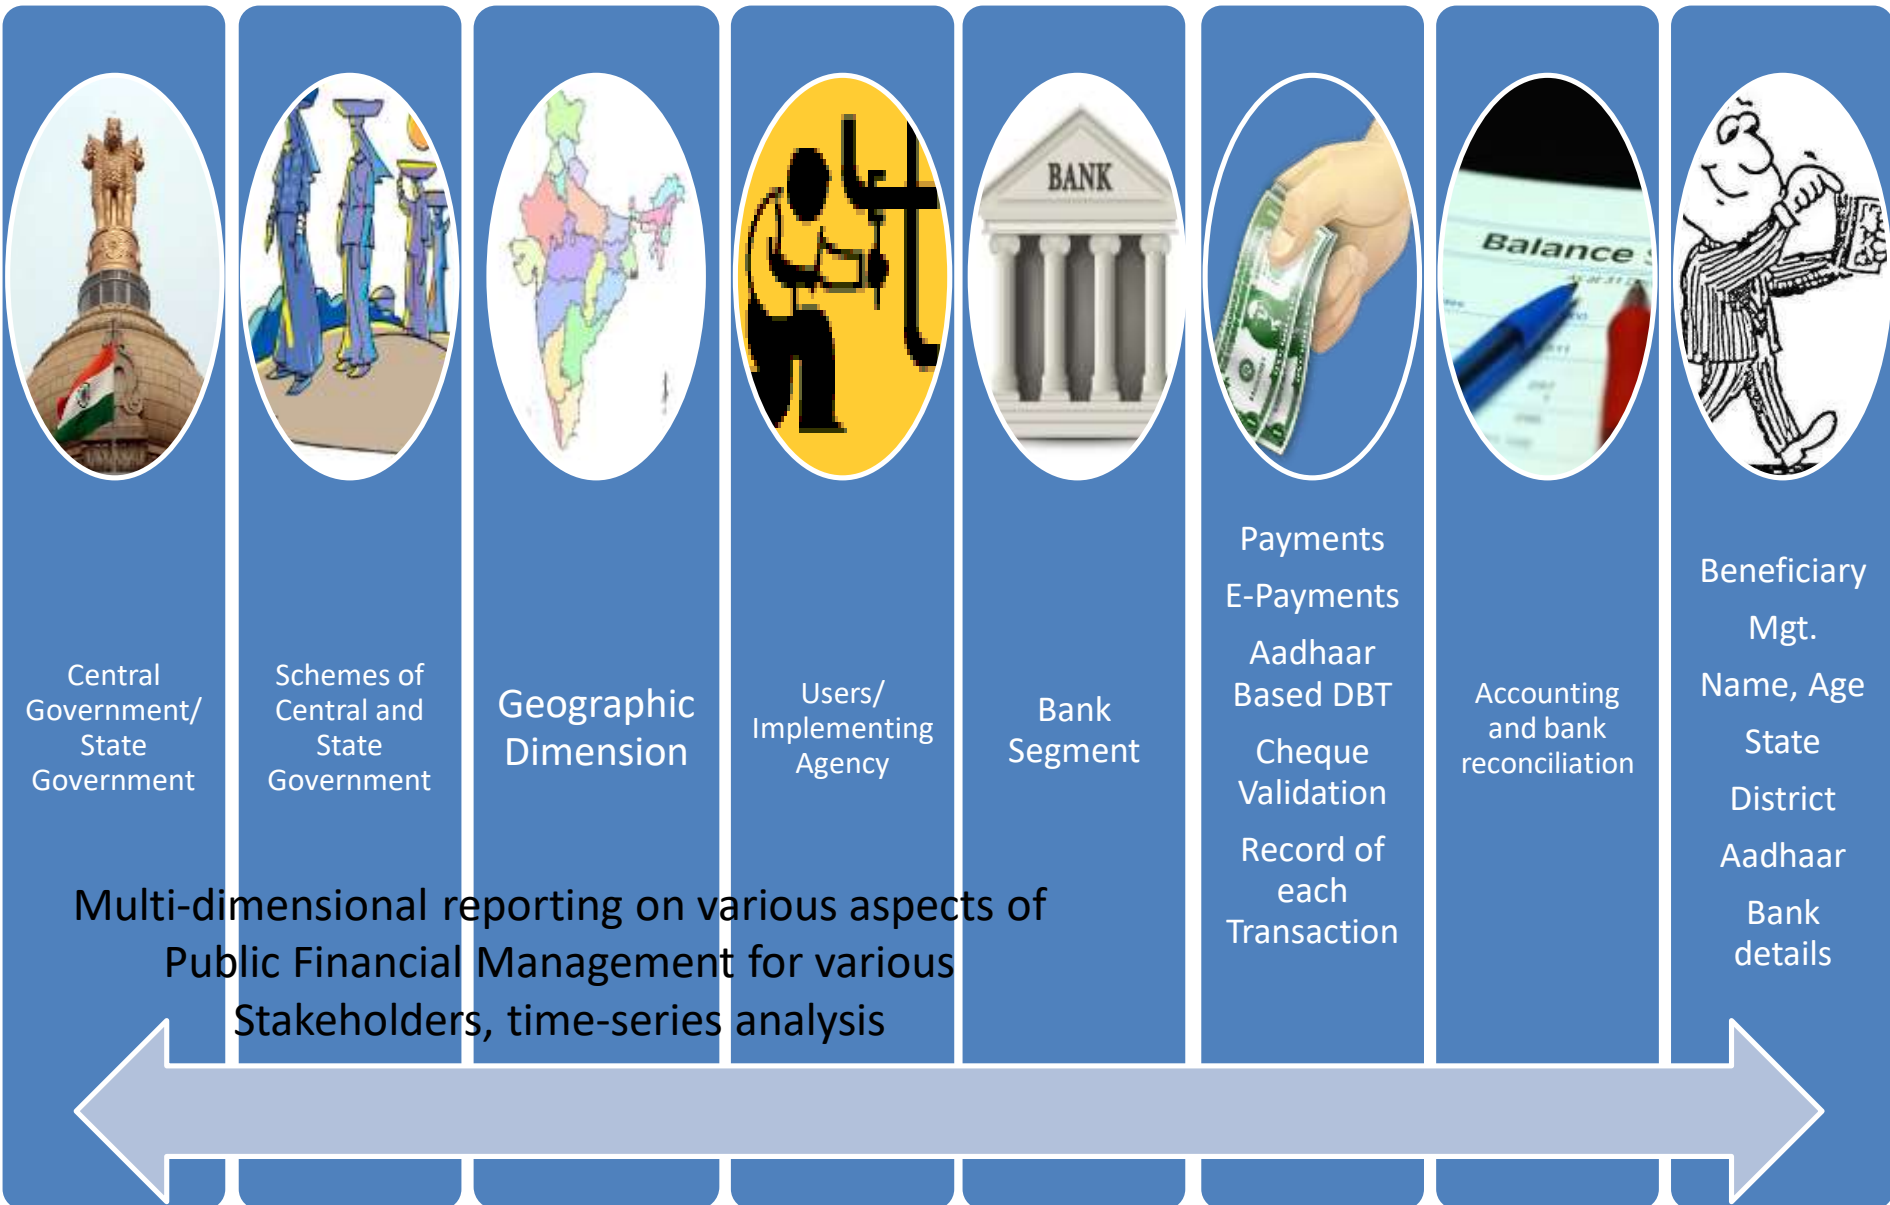 BANK
Balance
Central
Government/
State
Government
Schemes of
Central and
State
Government
Geographic
Dimension
Users/
Implementing
Agency
Bank
Segment
Payments
E-Payments
Aadhaar
Based DBT
Cheque
Validation
Record of
each
Transaction
Accounting
and bank
reconciliation
Beneficiary
Mgt.
Name, Age
State
District
Aadhaar
Bank
details
Multi-dimensional reporting on various aspects of
Public Financial Management for various
Stakeholders, time-series analysis